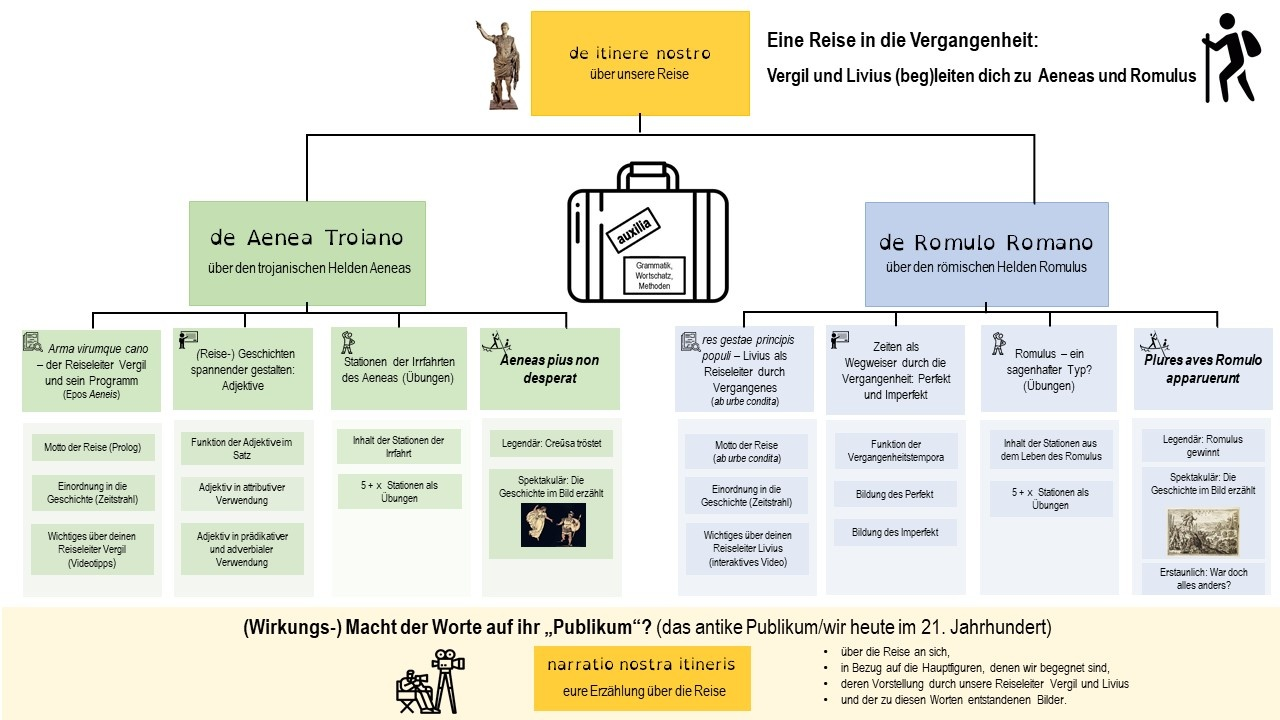 de itinere nostro
über unsere Reise
Eine Reise in die Vergangenheit:
Vergil und Livius (beg)leiten dich zu Aeneas und Romulus
auxilia
Grammatik,
Wortschatz,
Methoden
de Aenea Troiano
über den trojanischen Helden Aeneas
de Romulo Romano
über den römischen Helden Romulus
Arma virumque cano
– der Reiseleiter Vergil
und sein Programm
(Epos Aeneis)
(Reise-) Geschichten
spannender gestalten:
Adjektive
Stationen der Irrfahrten
des Aeneas (Übungen)
Aeneas pius non
desperat
res gestae principis
populi – Livius als
Reiseleiter durch
Vergangenes
(ab urbe condita)
Zeiten als
Wegweiser durch die
Vergangenheit: Perfekt
und Imperfekt
Romulus – ein
sagenhafter Typ?
(Übungen)
Plures aves Romulo
apparuerunt
Motto der Reise (Prolog)
Einordnung in die
Geschichte (Zeitstrahl)
Wichtiges über deinen
Reiseleiter Vergil
(Videotipps)
Funktion der Adjektive im
Satz
Adjektiv in attributiver
Verwendung
Adjektiv in prädikativer
und adverbialer
Verwendung
Inhalt der Stationen der
Irrfahrt
5 + x Stationen als
Übungen
Legendär: Creūsa tröstet
Spektakulär: Die
Geschichte im Bild erzählt
Motto der Reise
(ab urbe condita)
Einordnung in die
Geschichte (Zeitstrahl)
Wichtiges über deinen
Reiseleiter Livius
(interaktives Video)
Funktion der
Vergangenheitstempora
Bildung des Perfekt
Bildung des Imperfekt
Inhalt der Stationen aus
dem Leben des Romulus
5 + x Stationen als
Übungen
Legendär: Romulus
gewinnt
Spektakulär: Die
Geschichte im Bild erzählt
Erstaunlich: War doch
alles anders?
(Wirkungs-) Macht der Worte auf ihr „Publikum“? (das antike Publikum/wir heute im 21. Jahrhundert)
narratio nostra itineris
eure Erzählung über die Reise
• über die Reise an sich,
• in Bezug auf die Hauptfiguren, denen wir begegnet sind,
• deren Vorstellung durch unsere Reiseleiter Vergil und Livius
• und der zu diesen Worten entstandenen Bilder.